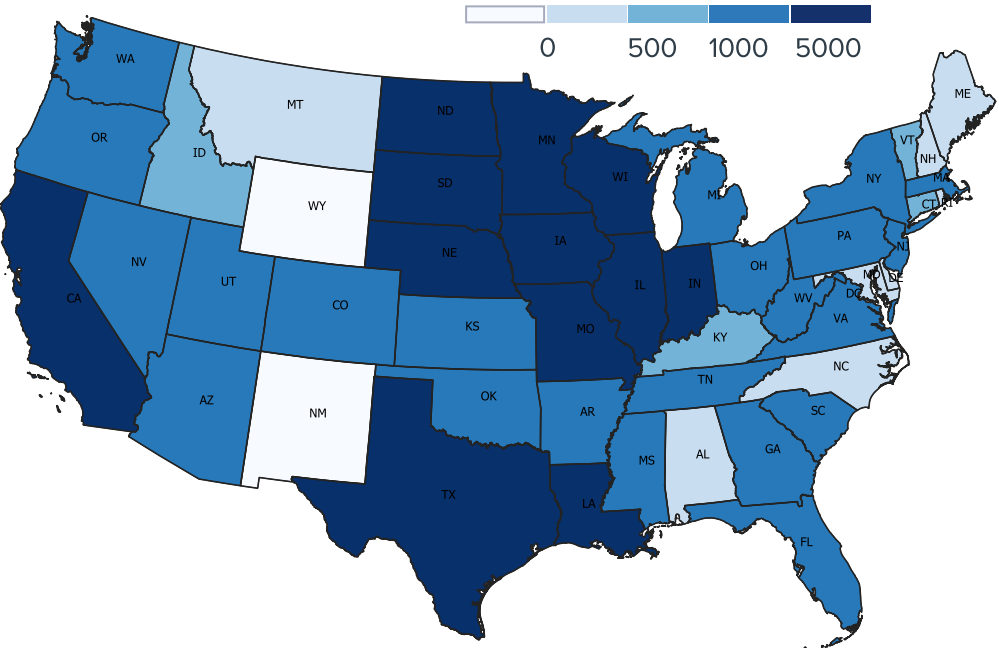 0 500 1000 5000
WA
MT
ND
MN
ME
OR
ID
VT
NH
SD
WI
MI
NY
MA
WY
CT
RI
NE
IA
PA
NJ
NV
UT
CO
IL
IN
OH
MD
DE
CA
KS
MO
WV
DC
VA
KY
NC
AZ
NM
OK
AR
TN
SC
TX
LA
MS
AL
GA
FL